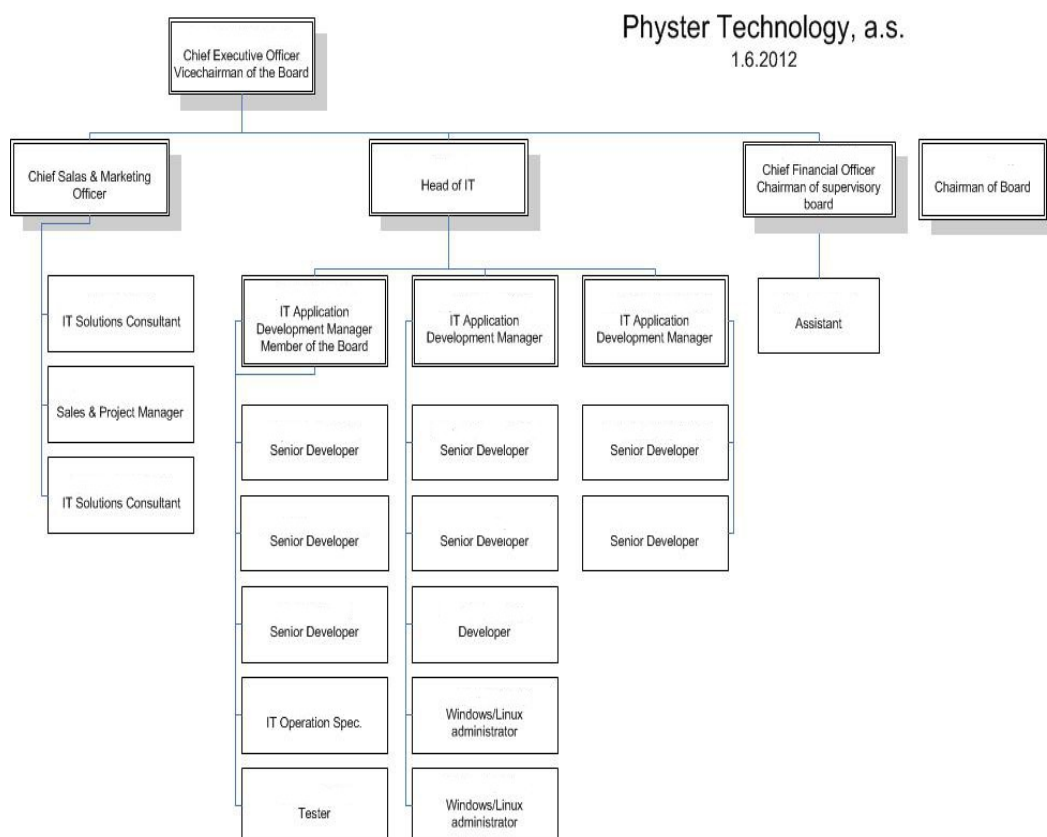 Physter Technology, a.s.
1.6.2012
Chief Executive Officer
Vicechairman of the Board
Chief Salas & Marketing
Officer
Head of IT
Chief Financial Officer
Chairman of supervisory
board
Chairman of Board
IT Solutions Consultant
Sales & Project Manager
IT Solutions Consultant
IT Application
Development Manager
Member of the Board
Senior Developer
Senior Developer
Senior Developer
IT Operation Spec.
Tester
IT Application
Development Manager
Senior Developer
Senior Developer
Developer
Windows/Linux
administrator
Windows/Linux
administrator
IT Application
Development Manager
Senior Developer
Senior Developer
Assistant